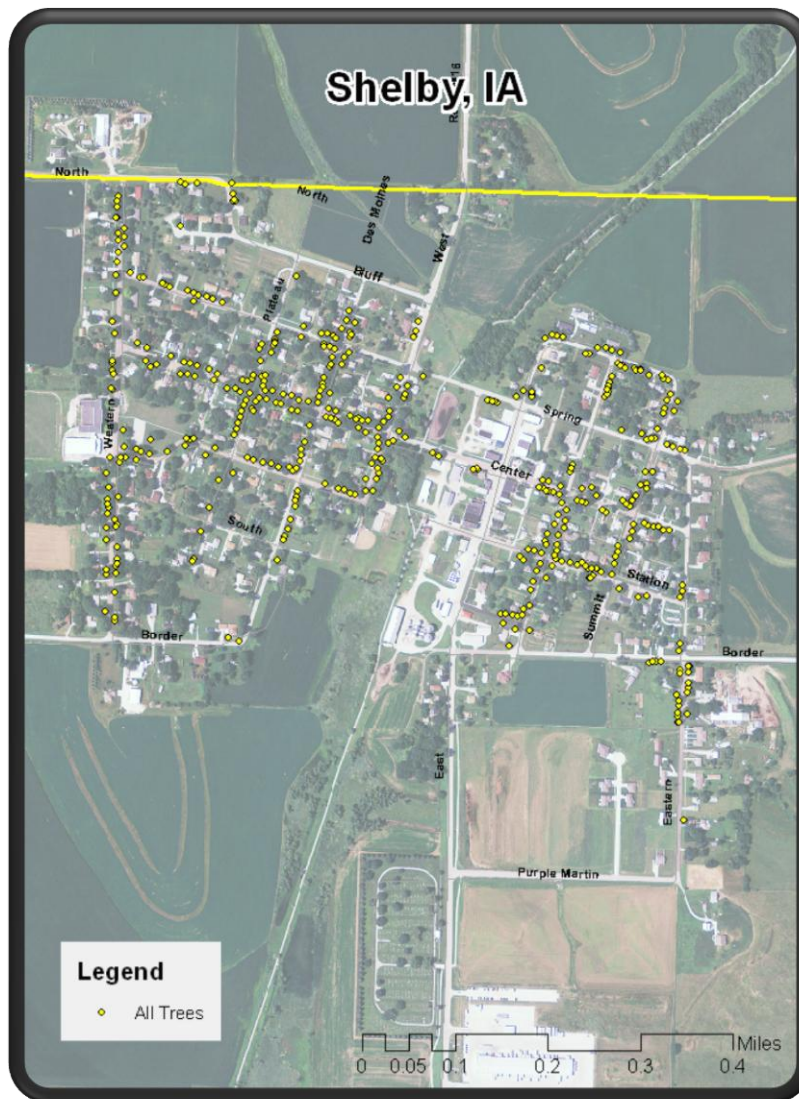 Shelby, IA
North
North
Des Moines
West
Bluff
Plateau
Western
Spring
Center
South
Station
Summit
Border
Border
East
Eastern
Purple Martin
Legend
All Trees
Miles
0 0.05 0.1 0.2 0.3 0.4